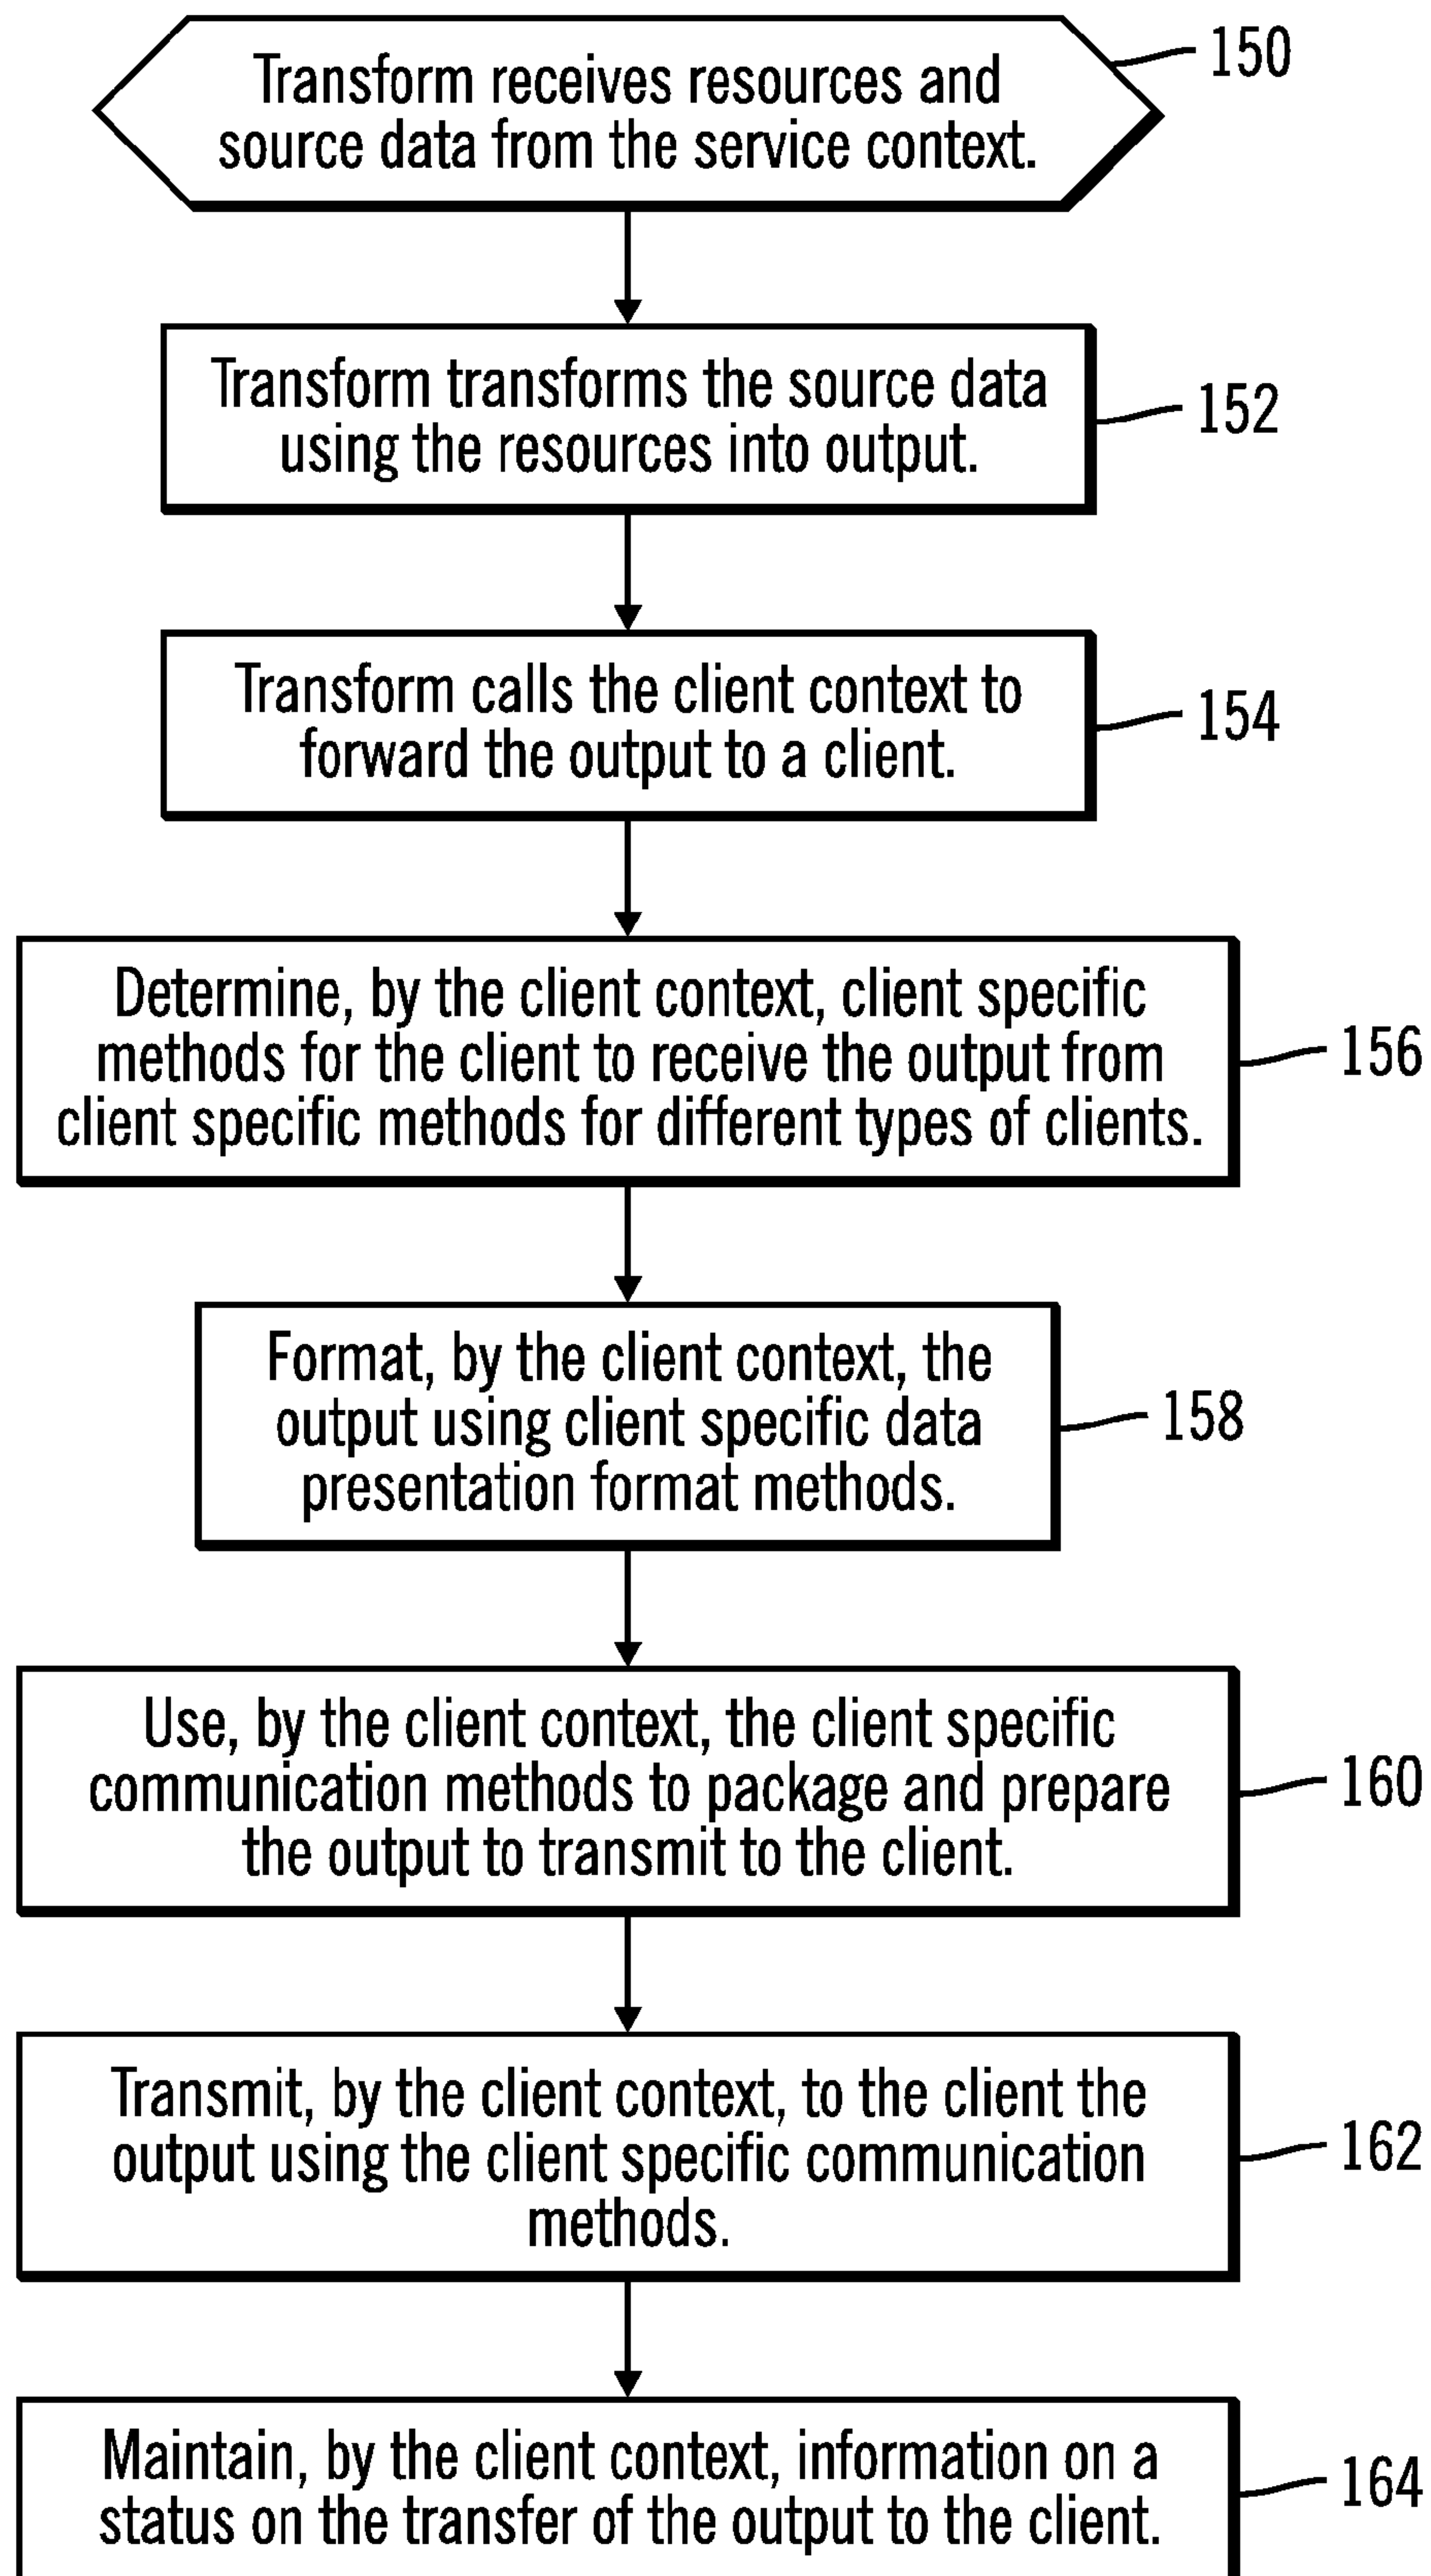 Transform receives resources and
source data from the service context.
150
Transform transforms the source data
using the resources into output.
152
Transform calls the client context to
forward the output to a client.
154
Determine, by the client context, client specific
methods for the client to receive the output from
client specific methods for different types of clients.
156
Format, by the client context, the
output using client specific data
presentation format methods.
158
Use, by the client context, the client specific
communication methods to package and prepare
the output to transmit to the client.
160
Transmit, by the client context, to the client the
output using the client specific communication
methods.
162
Maintain, by the client context, information on a
status on the transfer of the output to the client.
164